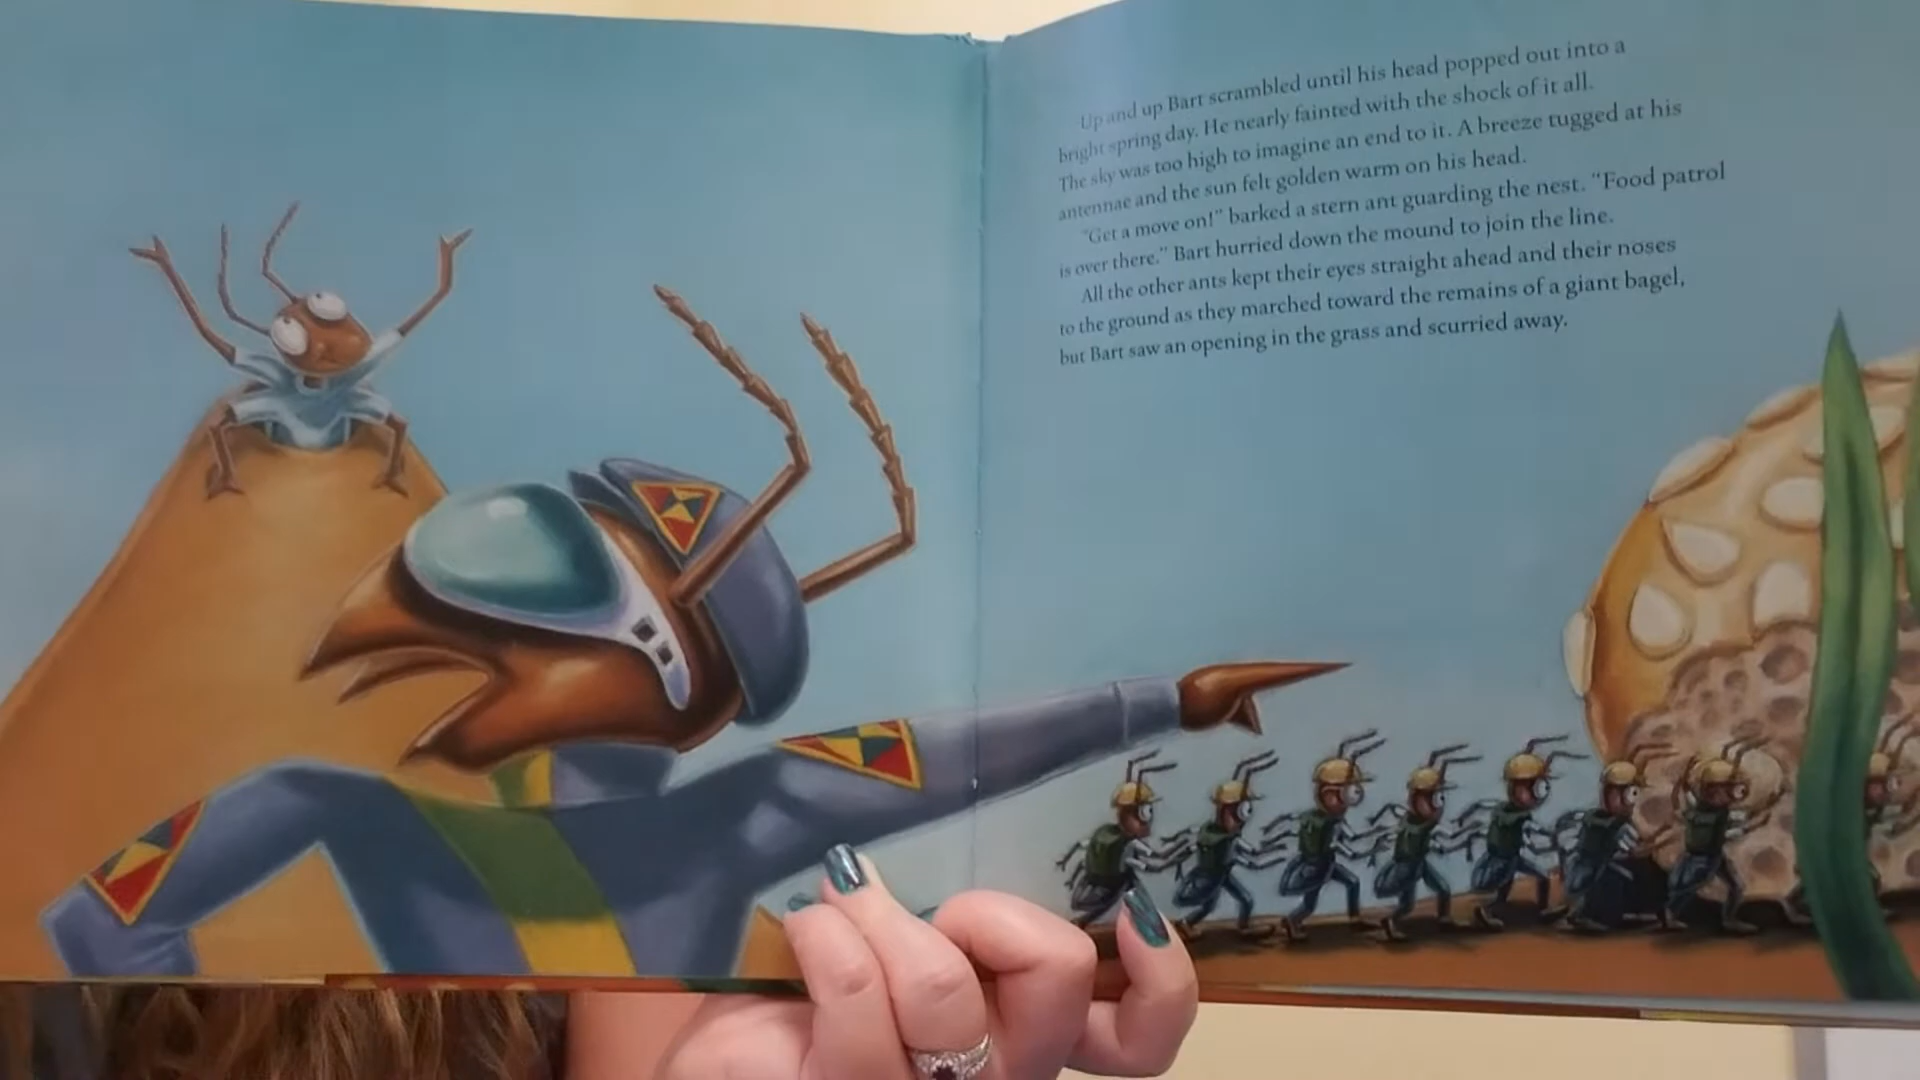 Up and up Bart scrambled until his head popped out into a
bright spring day. He nearly fainted with the shock of it all.
The sky was too high to imagine an end to it. A breeze tugged at his
antennae and the sun felt golden warm on his head.
"Get a move on!" barked a stern ant guarding the nest. "Food patrol
is over there." Bart hurried down the mound to join the line.
All the other ants kept their eyes straight ahead and their noses
to the ground as they marched toward the remains of a giant bagel,
but Bart saw an opening in the grass and scurried away.